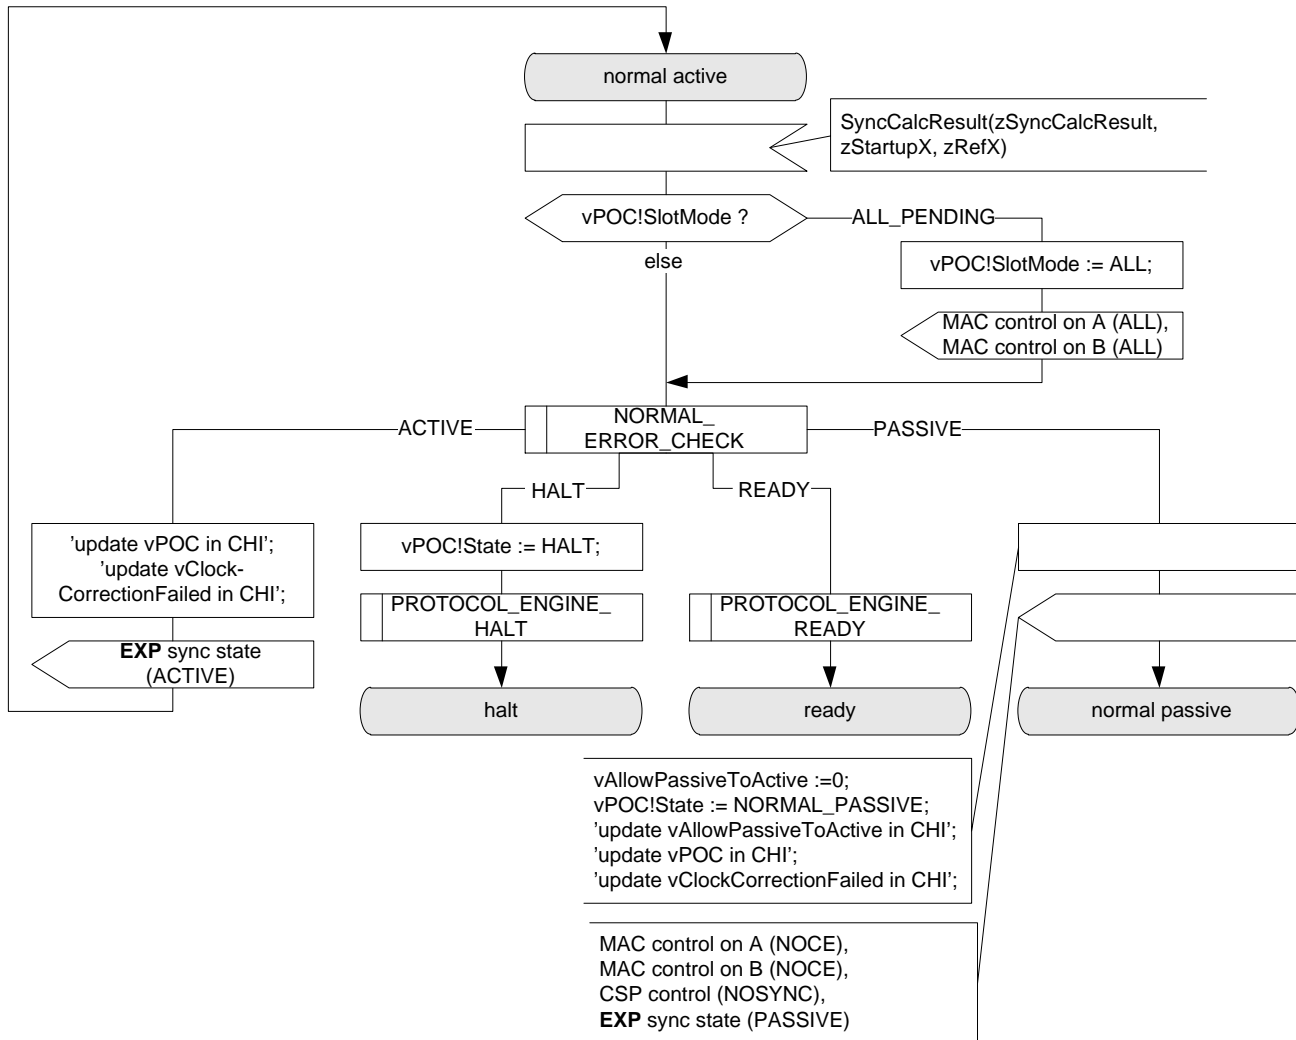 normal active
SyncCalcResult(zSyncCalcResult,
zStartupX, zRefX)
vPOC!SlotMode ?
ALL_PENDING
else
vPOC!SlotMode := ALL;
MAC control on A (ALL),
MAC control on B (ALL)
NORMAL_
ERROR_CHECK
ACTIVE
PASSIVE
HALT
READY
'update vPOC in CHI';
'update vClock-
CorrectionFailed in CHI';
vPOC!State := HALT;
PROTOCOL_ENGINE_
HALT
PROTOCOL_ENGINE_
READY
EXP sync state
(ACTIVE)
halt
ready
normal passive
vAllowPassiveToActive :=0;
vPOC!State := NORMAL_PASSIVE;
'update vAllowPassiveToActive in CHI';
'update vPOC in CHI';
'update vClockCorrectionFailed in CHI';
MAC control on A (NOCE),
MAC control on B (NOCE),
CSP control (NOSYNC),
EXP sync state (PASSIVE)